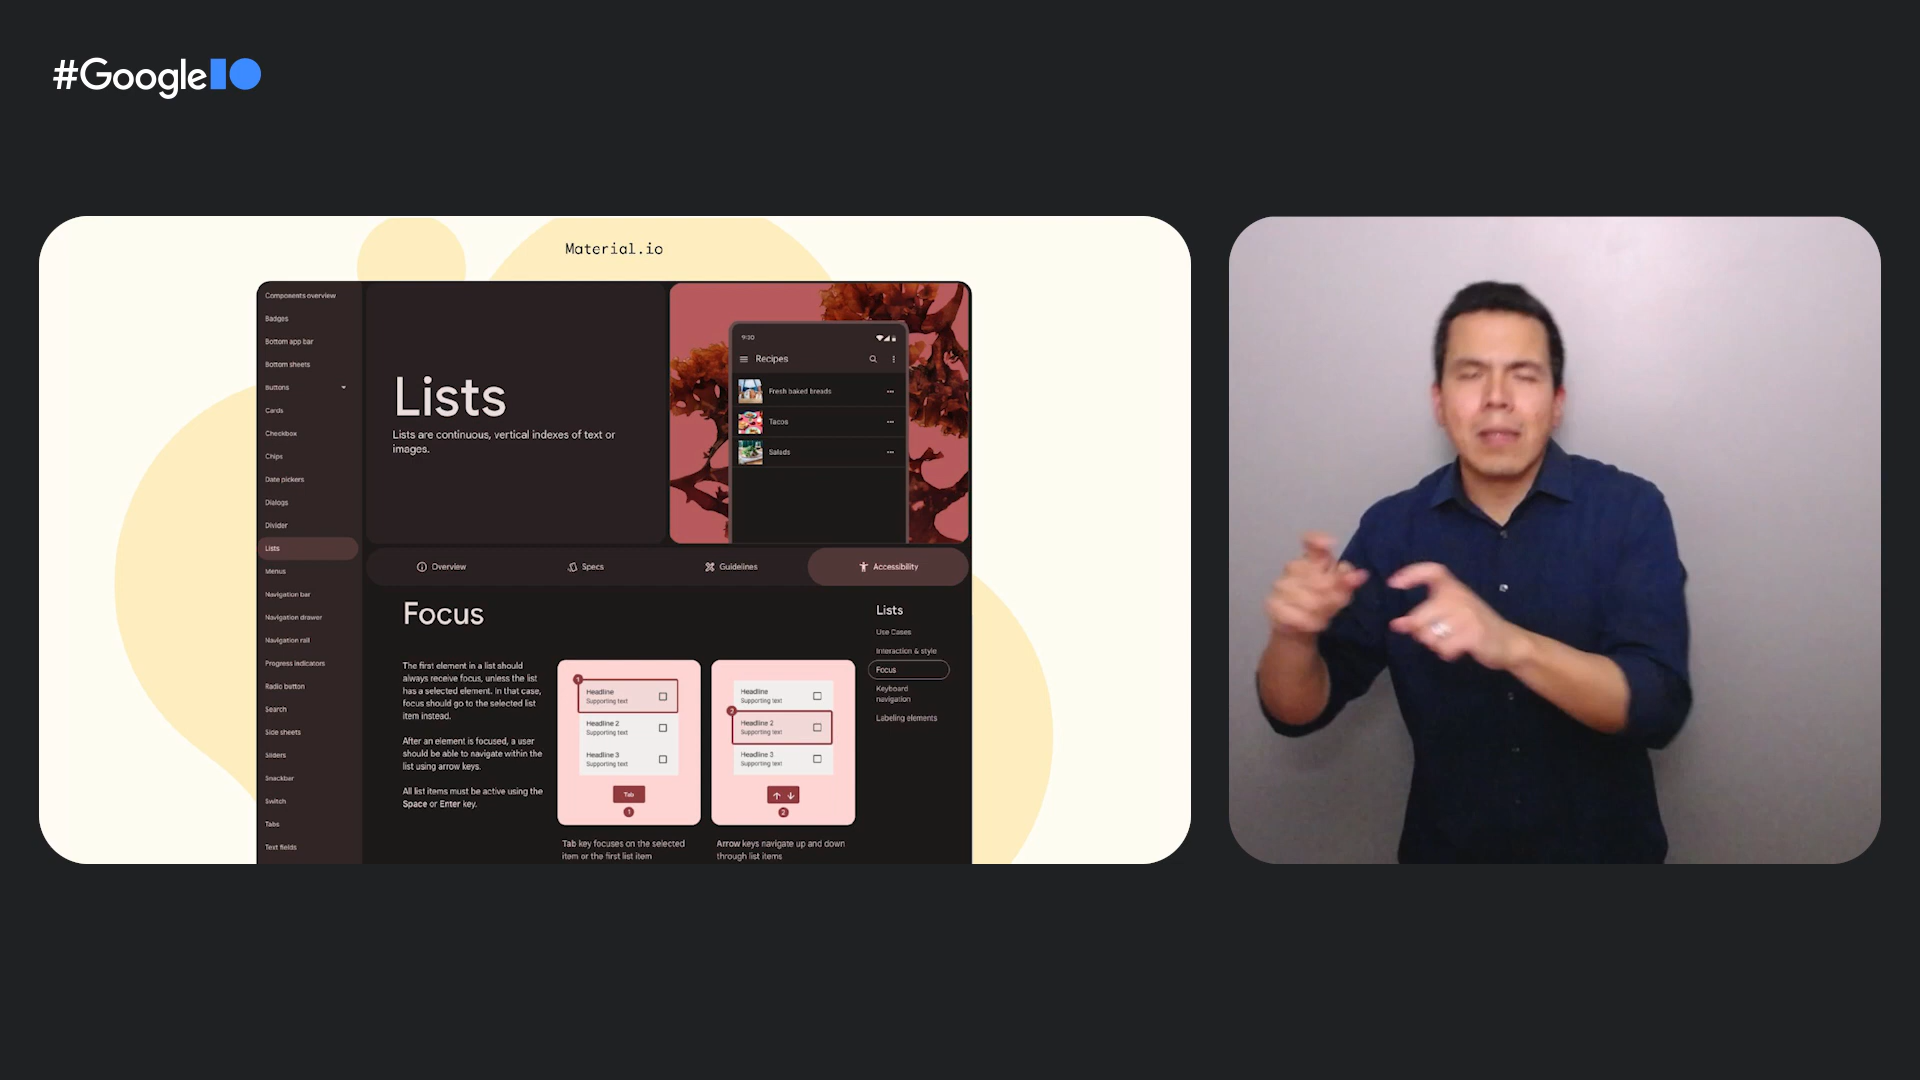 #GoogleIO
Material.io
Components overview
Badges
Bottom app bar
Bottom sheets
Buttons
Cards
Checkbox
Chips
Date pickers
Dialogs
Divider
Lists
Menus
Navigation bar
Navigation drawer
Navigation rail
Progress indicators
Radio button
Search
Side sheets
Sliders
Snackbar
Switch
Tabs
Text fields
Lists
Lists are continuous, vertical indexes of text or
images.
9:30
Recipes
Fresh baked breads
Tacos
Salads
Overview
Specs
Guidelines
Accessibility
Focus
The first element in a list should
always receive focus, unless the list
has a selected element. In that case,
focus should go to the selected list
item instead.
After an element is focused, a user
should be able to navigate within the
list using arrow keys.
All list items must be active using the
Space or Enter key.
1
Headline
Supporting text
Headline 2
Supporting text
Headline 3
Supporting text
Tab
1
Tab key focuses on the selected
item or the first list item
Headline
Supporting text
2
Headline 2
Supporting text
Headline 3
Supporting text
2
Arrow keys navigate up and down
through list items
Lists
Use Cases
Interaction & style
Focus
Keyboard
navigation
Labeling elements